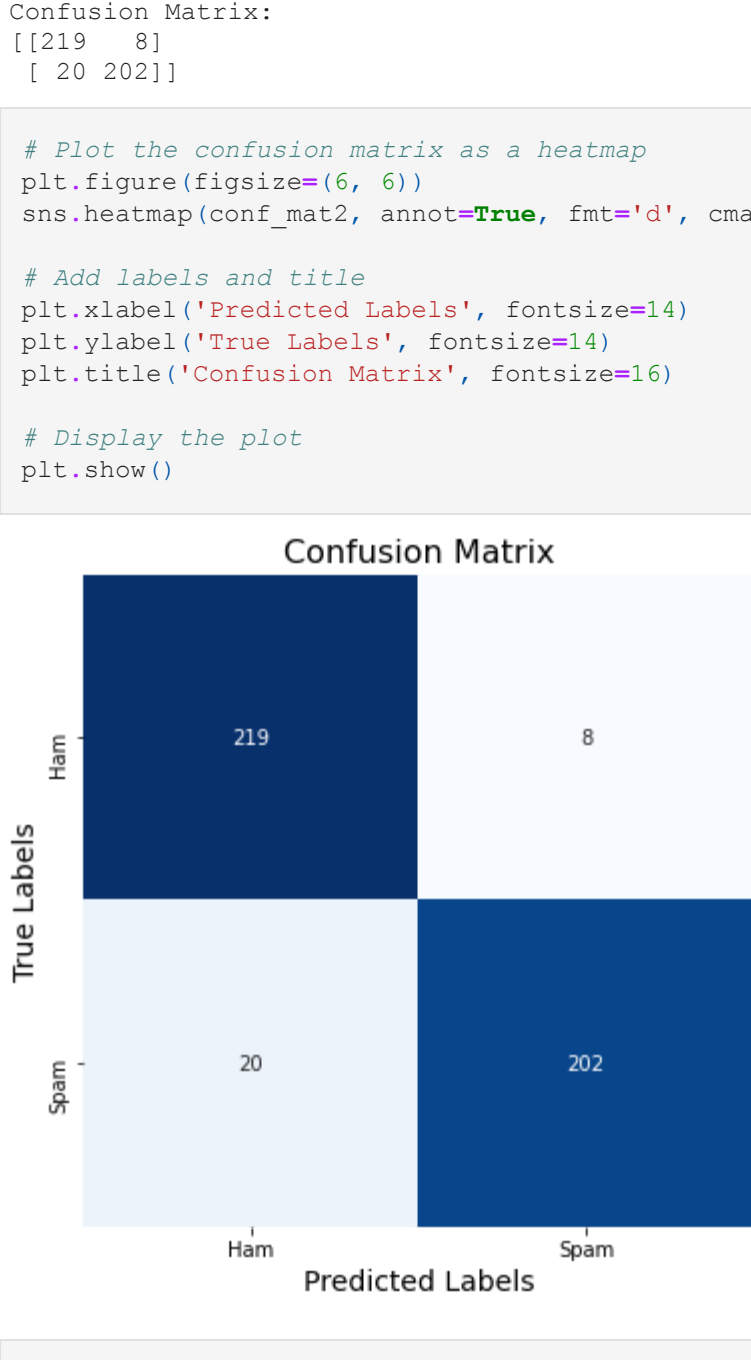 Confusion Matrix:
[[219   8]
 [ 20 202]]
# Plot the confusion matrix as a heatmap
plt.figure(figsize=(6, 6))
sns.heatmap(conf_mat2, annot=True, fmt='d', cma
# Add labels and title
plt.xlabel('Predicted Labels', fontsize=14)
plt.ylabel('True Labels', fontsize=14)
plt.title('Confusion Matrix', fontsize=16)
# Display the plot
plt.show()
Confusion Matrix
Ham
219
8
True Labels
Spam
20
202
Ham
Spam
Predicted Labels